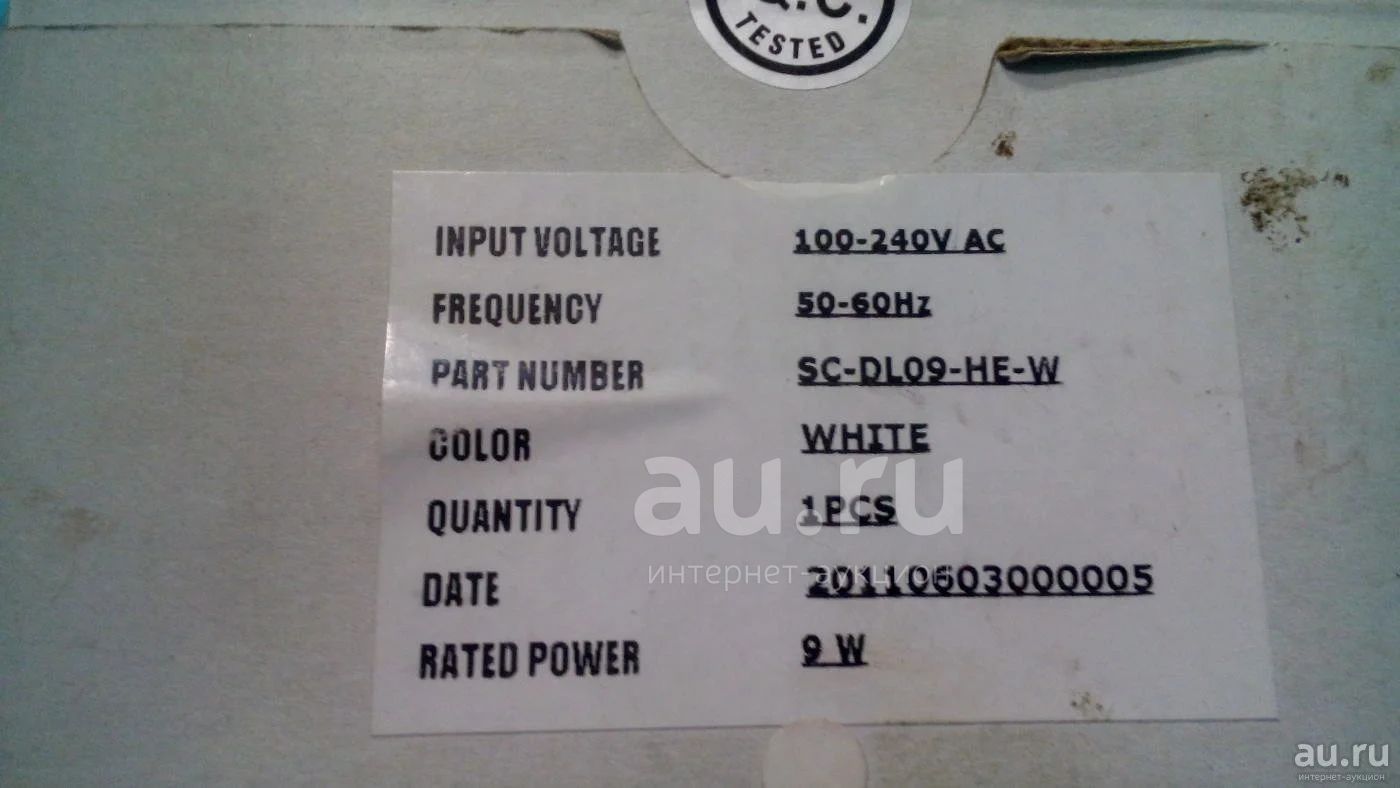 Q.C.
TESTED
INPUT VOLTAGE 100-240V AC
FREQUENCY 50-60Hz
PART NUMBER SC-DL09-HE-W
COLOR WHITE
QUANTITY 1PCS
DATE 20110603000005
RATED POWER 9 W
au.ru
интернет-аукцион
au.ru
интернет-аукцион